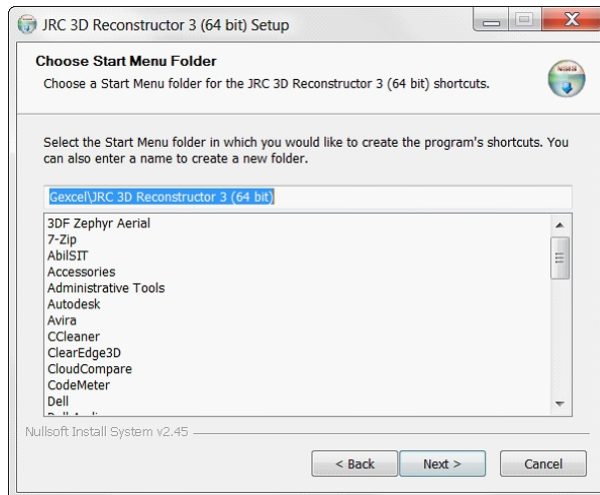 JRC 3D Reconstructor 3 (64 bit) Setup
Choose Start Menu Folder
Choose a Start Menu folder for the JRC 3D Reconstructor 3 (64 bit) shortcuts.
Select the Start Menu folder in which you would like to create the program's shortcuts. You
can also enter a name to create a new folder.
Gexcel\JRC 3D Reconstructor 3 (64 bit)
3DF Zephyr Aerial
7-Zip
AbilSIT
Accessories
Administrative Tools
Autodesk
Avira
CCleaner
ClearEdge3D
CloudCompare
CodeMeter
Dell
Nullsoft Install System v2.45
< Back
Next >
Cancel